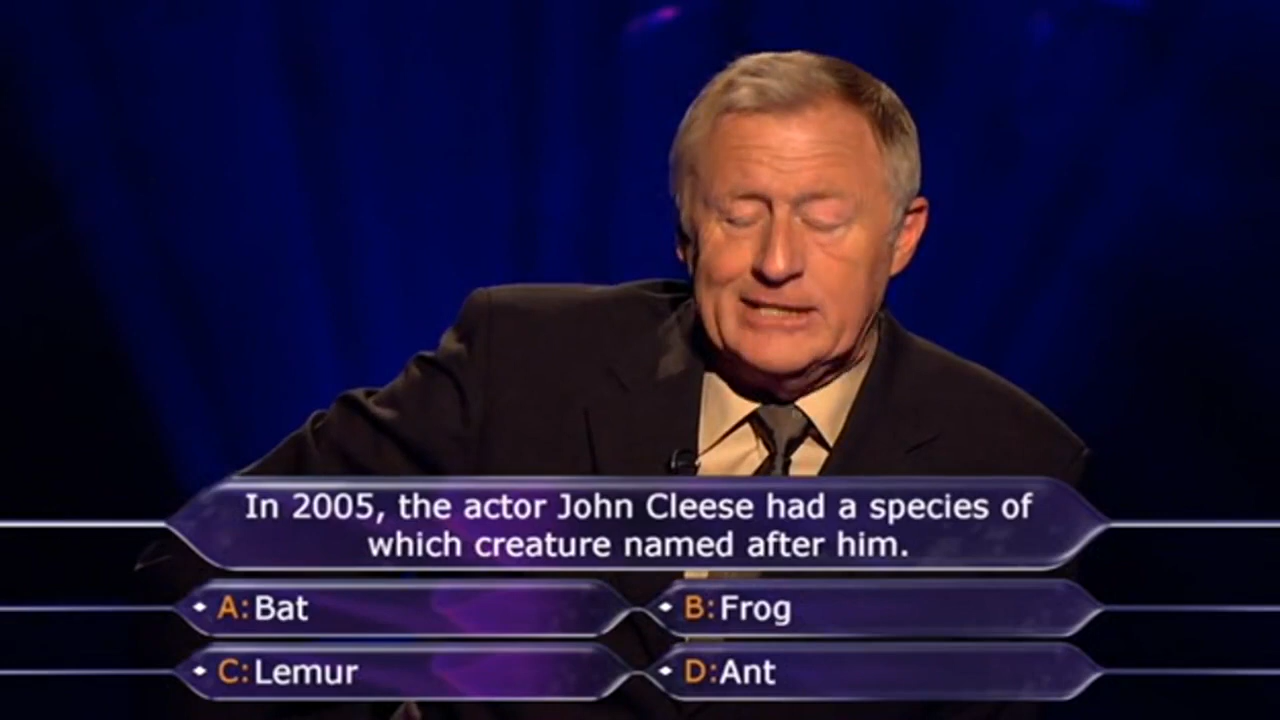 In 2005, the actor John Cleese had a species of
which creature named after him.
A: Bat
B: Frog
C: Lemur
D: Ant